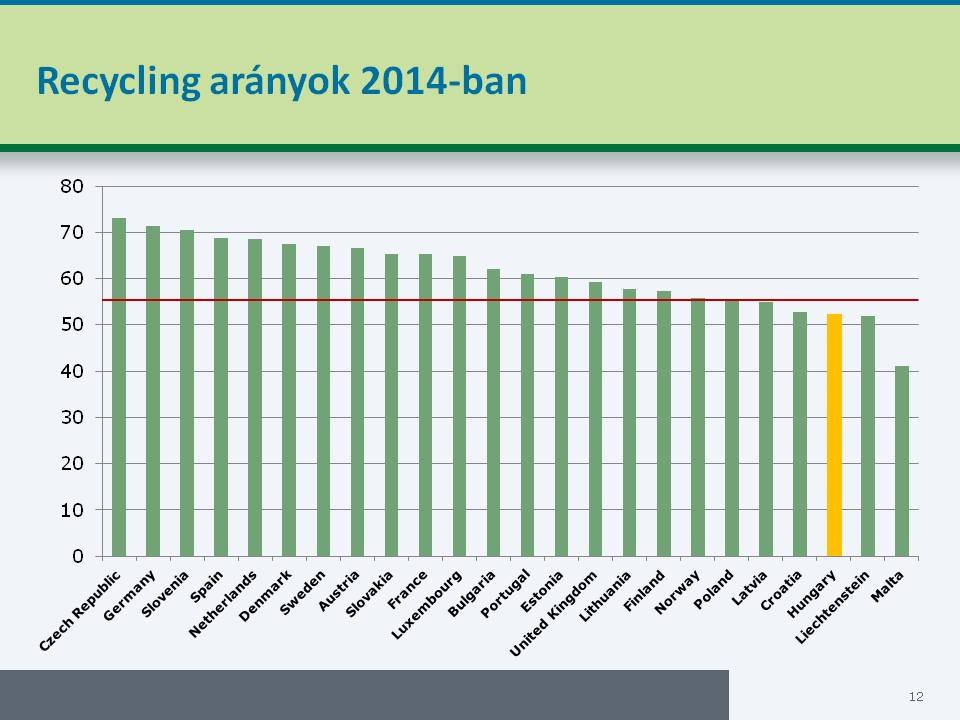 Recycling arányok 2014-ban
80
70
60
50
40
30
20
10
0
Czech Republic
Germany
Slovenia
Spain
Netherlands
Denmark
Sweden
Austria
Slovakia
France
Luxembourg
Bulgaria
Portugal
Estonia
United Kingdom
Lithuania
Finland
Norway
Poland
Latvia
Croatia
Hungary
Liechtenstein
Malta
12